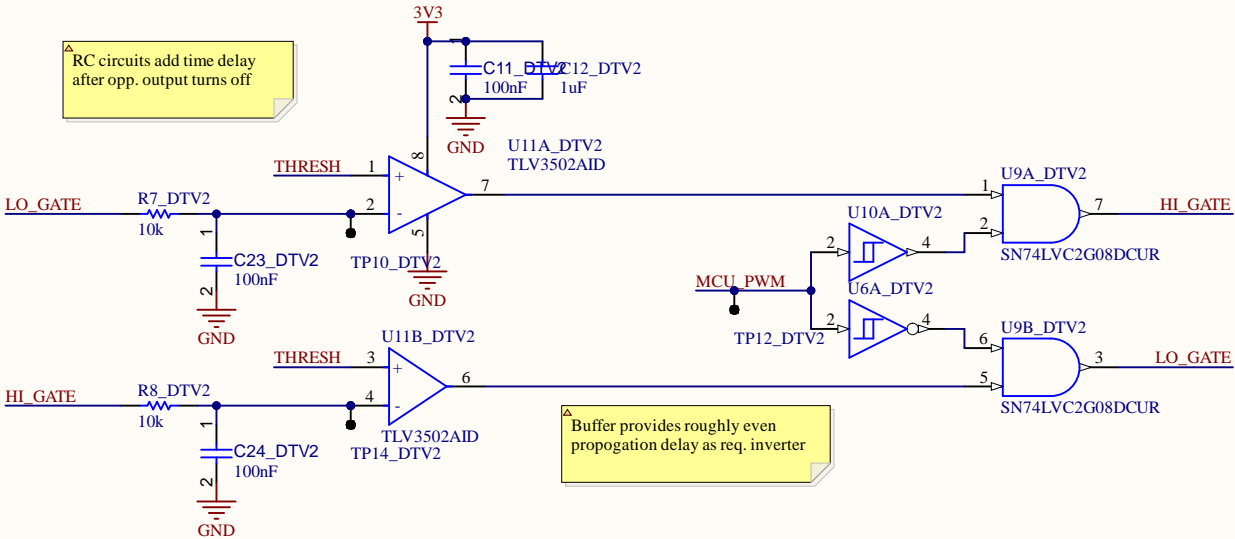 3V3
RC circuits add time delay
after opp. output turns off
1
2
C11_DTV2
100nF
C12_DTV2
1uF
GND
U11A_DTV2
TLV3502AID
8
THRESH
1
+
7
LO_GATE
R7_DTV2
10k
2
-
5
TP10_DTV2
GND
1
2
C23_DTV2
100nF
GND
U9A_DTV2
1
2
7
HI_GATE
SN74LVC2G08DCUR
U10A_DTV2
2
4
MCU_PWM
TP12_DTV2
U6A_DTV2
2
4
U9B_DTV2
6
5
3
LO_GATE
SN74LVC2G08DCUR
U11B_DTV2
THRESH
3
+
6
HI_GATE
R8_DTV2
10k
4
-
TLV3502AID
TP14_DTV2
1
2
C24_DTV2
100nF
GND
Buffer provides roughly even
propogation delay as req. inverter